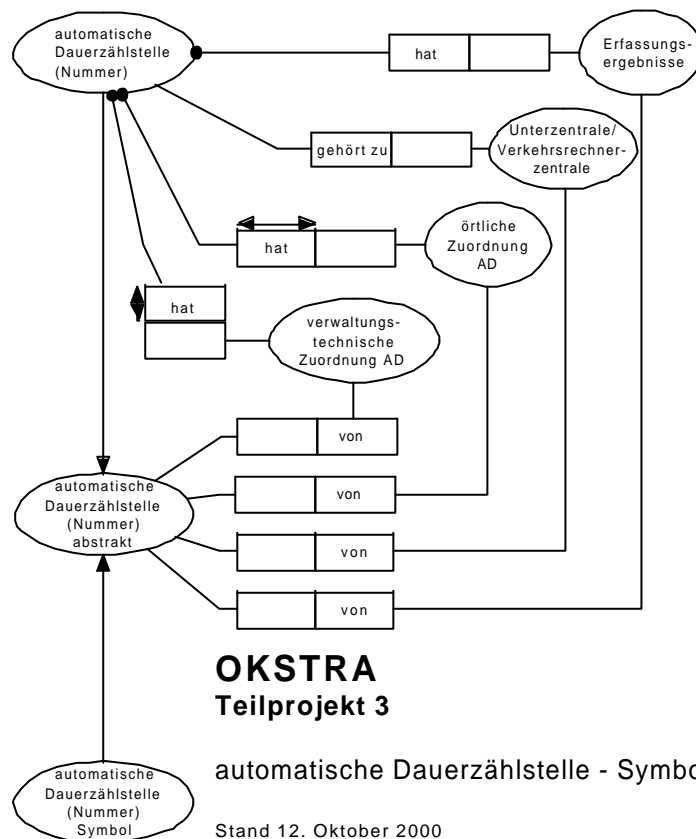 automatische
Dauerzählstelle
(Nummer)
hat
Erfassungs-
ergebnisse
gehört zu
Unterzentrale/
Verkehrsrechner-
zentrale
hat
örtliche
Zuordnung
AD
hat
verwaltungs-
technische
Zuordnung AD
von
automatische
Dauerzählstelle
(Nummer)
abstrakt
von
von
von
OKSTRA
Teilprojekt 3
automatische
Dauerzählstelle
(Nummer)
Symbol
automatische Dauerzählstelle - Symbo
Stand 12. Oktober 2000